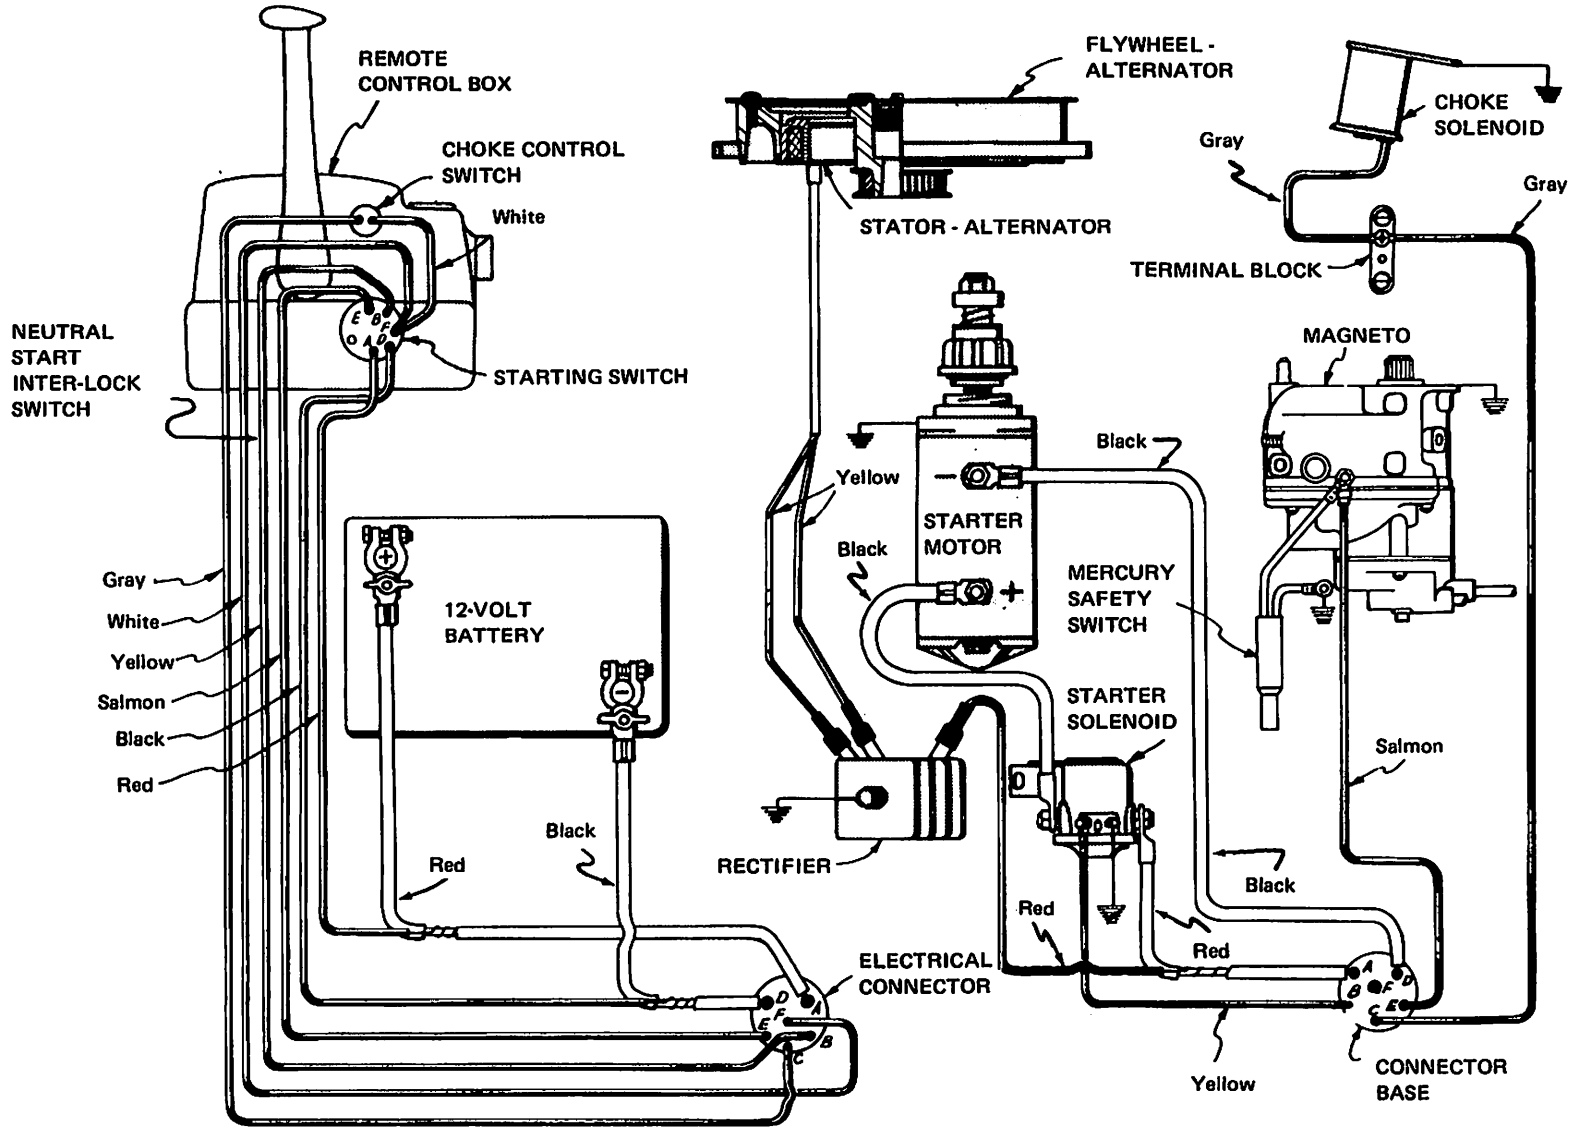 REMOTE
CONTROL BOX
CHOKE CONTROL
SWITCH
White
FLYWHEEL -
ALTERNATOR
STATOR - ALTERNATOR
CHOKE
SOLENOID
Gray
Gray
TERMINAL BLOCK
NEUTRAL
START
INTER-LOCK
SWITCH
E
B
F
A
D
STARTING SWITCH
MAGNETO
Black
Yellow
−
STARTER
MOTOR
+
Black
MERCURY
SAFETY
SWITCH
+
12-VOLT
BATTERY
−
Gray
White
Yellow
Salmon
Black
Red
STARTER
SOLENOID
Salmon
RECTIFIER
Black
Red
Black
Red
Red
ELECTRICAL
CONNECTOR
D
A
F
E
B
C
A
D
F
B
E
C
Yellow
CONNECTOR
BASE